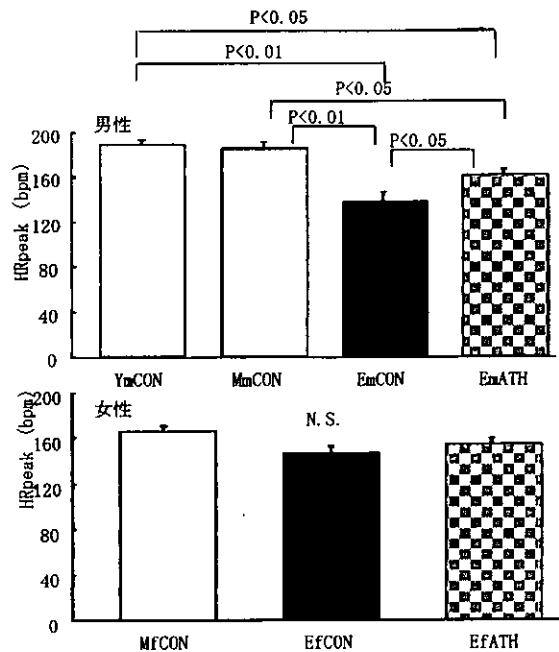 P<0.05
P<0.01
P<0.05
P<0.01
P<0.05
男性
HRpeak (bpm)
200
160
120
80
40
0
YmCON MmCON EmCON EmATH
女性
N.S.
HRpeak (bpm)
200
160
120
80
40
0
MfCON EfCON EfATH